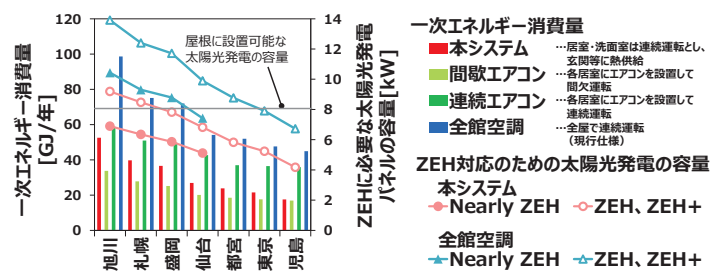 一次エネルギー消費量
[GJ/年]
120
100
80
60
40
20
0
屋根に設置可能な
太陽光発電の容量
14
12
10
8
6
4
2
0
ZEHに必要な太陽光発電
パネルの容量[kW]
旭川
札幌
盛岡
仙台
都宮
東京
児島
一次エネルギー消費量
本システム …居室・洗面室は連続運転とし、
玄関等に熱供給
間歇エアコン …各居室にエアコンを設置して
間欠運転
連続エアコン …各居室にエアコンを設置して
連続運転
全館空調 …全屋で連続運転
(現行仕様)
ZEH対応のための太陽光発電の容量
本システム
Nearly ZEH ZEH、ZEH+
全館空調
Nearly ZEH ZEH、ZEH+